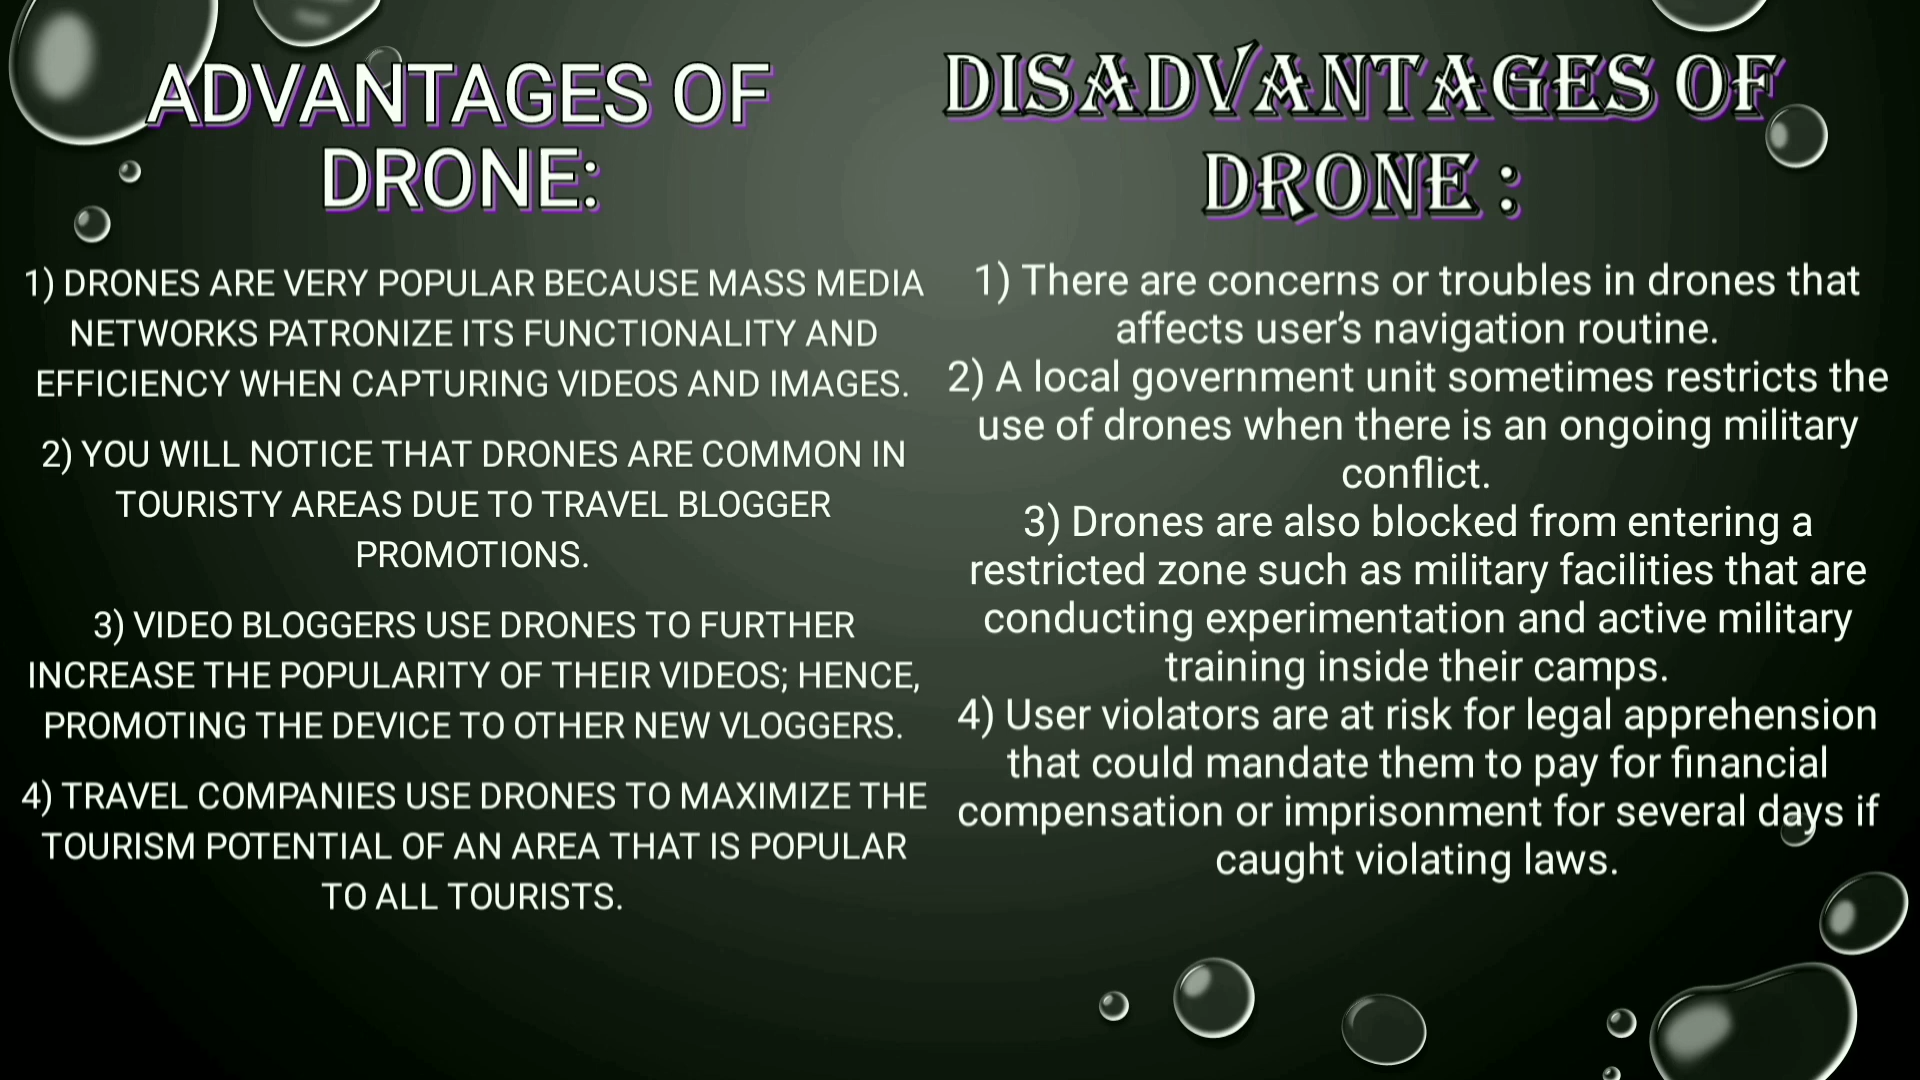 ADVANTAGES OF
DRONE:
1) DRONES ARE VERY POPULAR BECAUSE MASS MEDIA
NETWORKS PATRONIZE ITS FUNCTIONALITY AND
EFFICIENCY WHEN CAPTURING VIDEOS AND IMAGES.
2) YOU WILL NOTICE THAT DRONES ARE COMMON IN
TOURISTY AREAS DUE TO TRAVEL BLOGGER
PROMOTIONS.
3) VIDEO BLOGGERS USE DRONES TO FURTHER
INCREASE THE POPULARITY OF THEIR VIDEOS; HENCE,
PROMOTING THE DEVICE TO OTHER NEW VLOGGERS.
4) TRAVEL COMPANIES USE DRONES TO MAXIMIZE THE
TOURISM POTENTIAL OF AN AREA THAT IS POPULAR
TO ALL TOURISTS.
DISADVANTAGES OF
DRONE :
1) There are concerns or troubles in drones that
affects user’s navigation routine.
2) A local government unit sometimes restricts the
use of drones when there is an ongoing military
conflict.
3) Drones are also blocked from entering a
restricted zone such as military facilities that are
conducting experimentation and active military
training inside their camps.
4) User violators are at risk for legal apprehension
that could mandate them to pay for financial
compensation or imprisonment for several days if
caught violating laws.